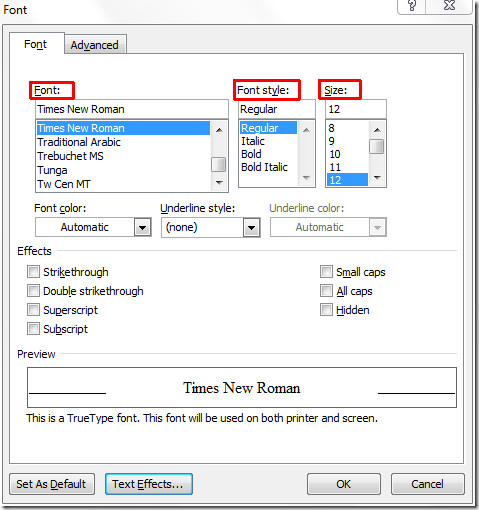 Font
?
Font
Advanced
Font:
Font style:
Size:
Times New Roman
Regular
12
Times New Roman
Traditional Arabic
Trebuchet MS
Tunga
Tw Cen MT
Regular
Italic
Bold
Bold Italic
8
9
10
11
12
Font color:
Underline style:
Underline color:
Automatic
(none)
Automatic
Effects
Strikethrough
Double strikethrough
Superscript
Subscript
Small caps
All caps
Hidden
Preview
Times New Roman
This is a TrueType font. This font will be used on both printer and screen.
Set As Default
Text Effects...
OK
Cancel